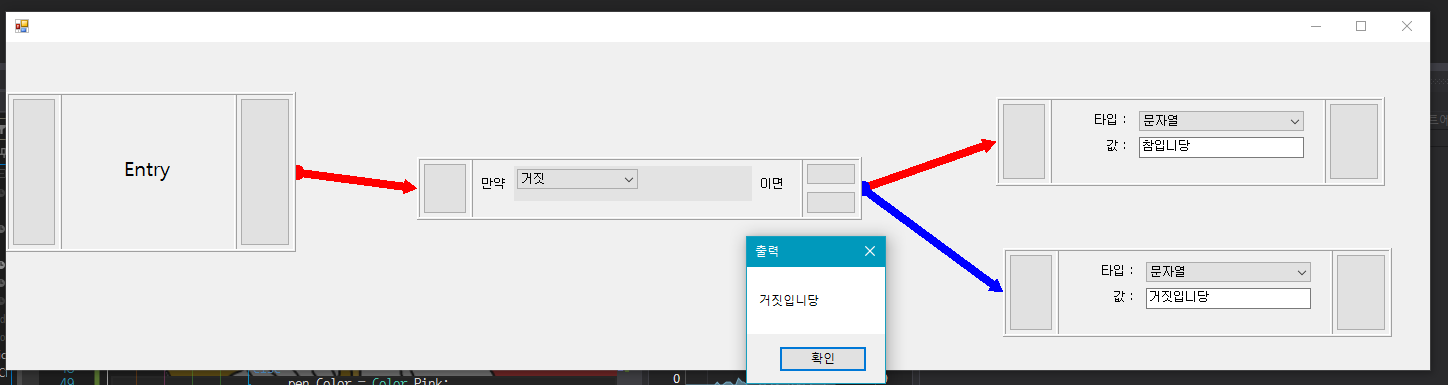 Entry
만약
거짓
이면
타입 :
문자열
값 :
참입니당
타입 :
문자열
값 :
거짓입니당
출력
거짓입니당
확인
49
pen.Color = Color.Pink;
0